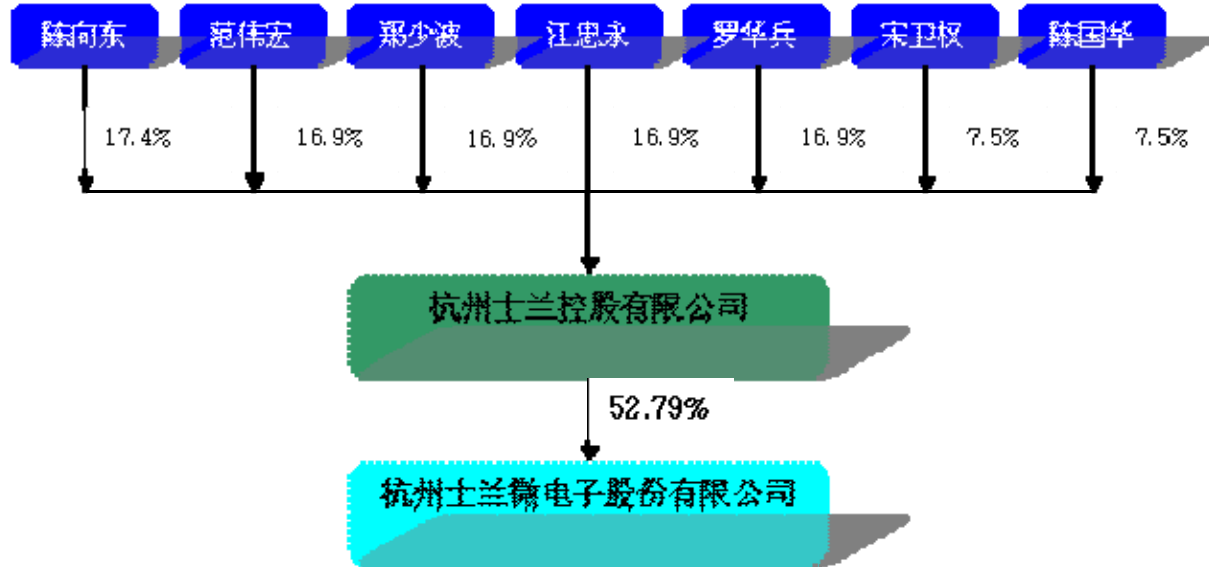 陈向东 范伟宏 郑少波 江忠永 罗华兵 宋卫权 陈国华
17.4% 16.9% 16.9% 16.9% 16.9% 7.5% 7.5%
杭州士兰控股有限公司
52.79%
杭州士兰微电子股份有限公司